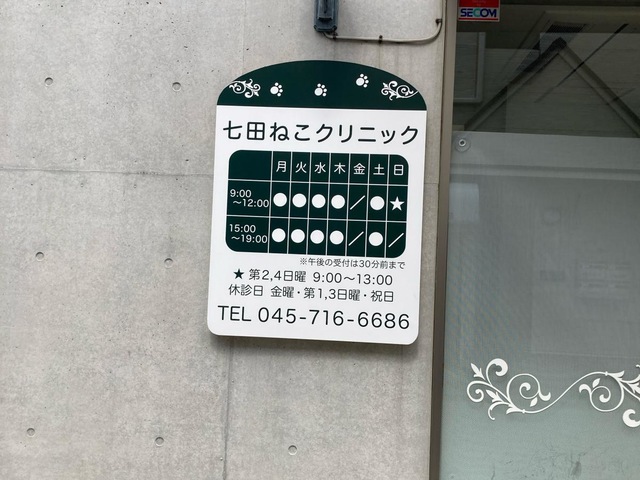 SECOM
七田ねこクリニック
月 火 水 木 金 土 日
9:00 ～12:00 ● ● ● ● ／ ● ★
15:00 ～19:00 ● ● ● ● ／ ● ／
※午後の受付は30分前まで
★ 第2,4日曜 9:00～13:00
休診日 金曜・第1,3日曜・祝日
TEL 045-716-6686